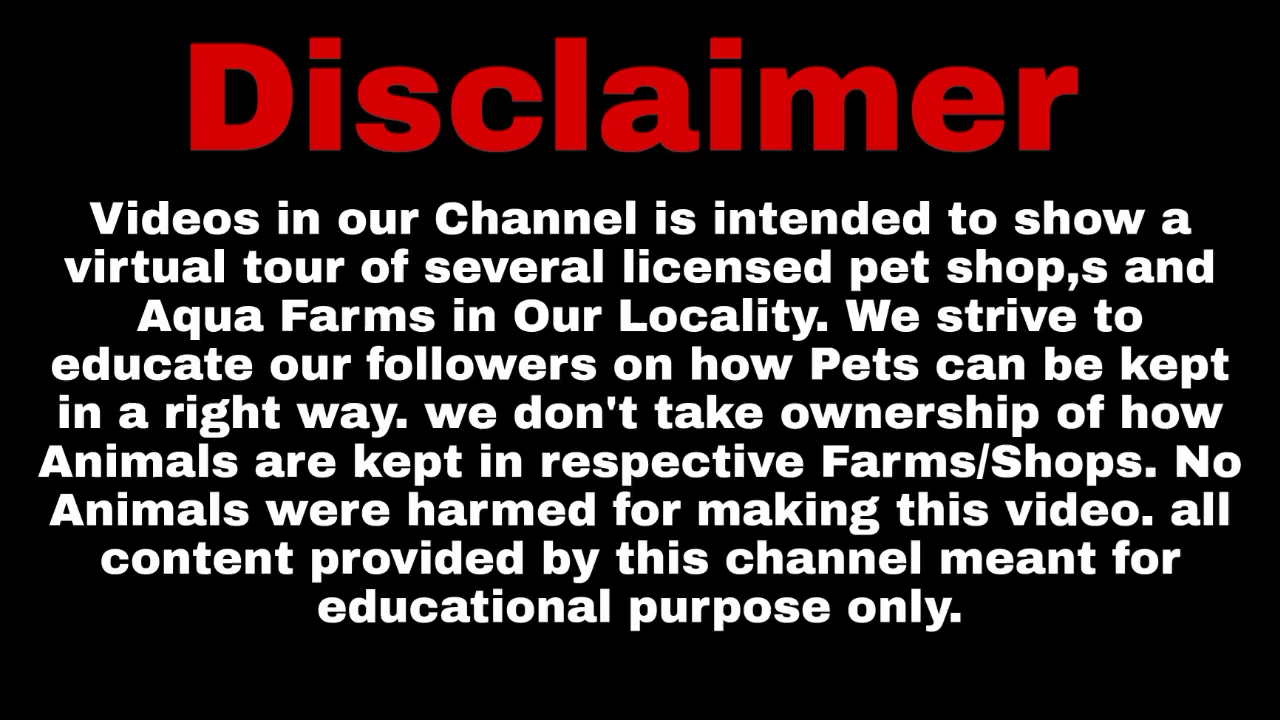 Disclaimer
Videos in our Channel is intended to show a
virtual tour of several licensed pet shop,s and
Aqua Farms in Our Locality. We strive to
educate our followers on how Pets can be kept
in a right way. we don't take ownership of how
Animals are kept in respective Farms/Shops. No
Animals were harmed for making this video. all
content provided by this channel meant for
educational purpose only.